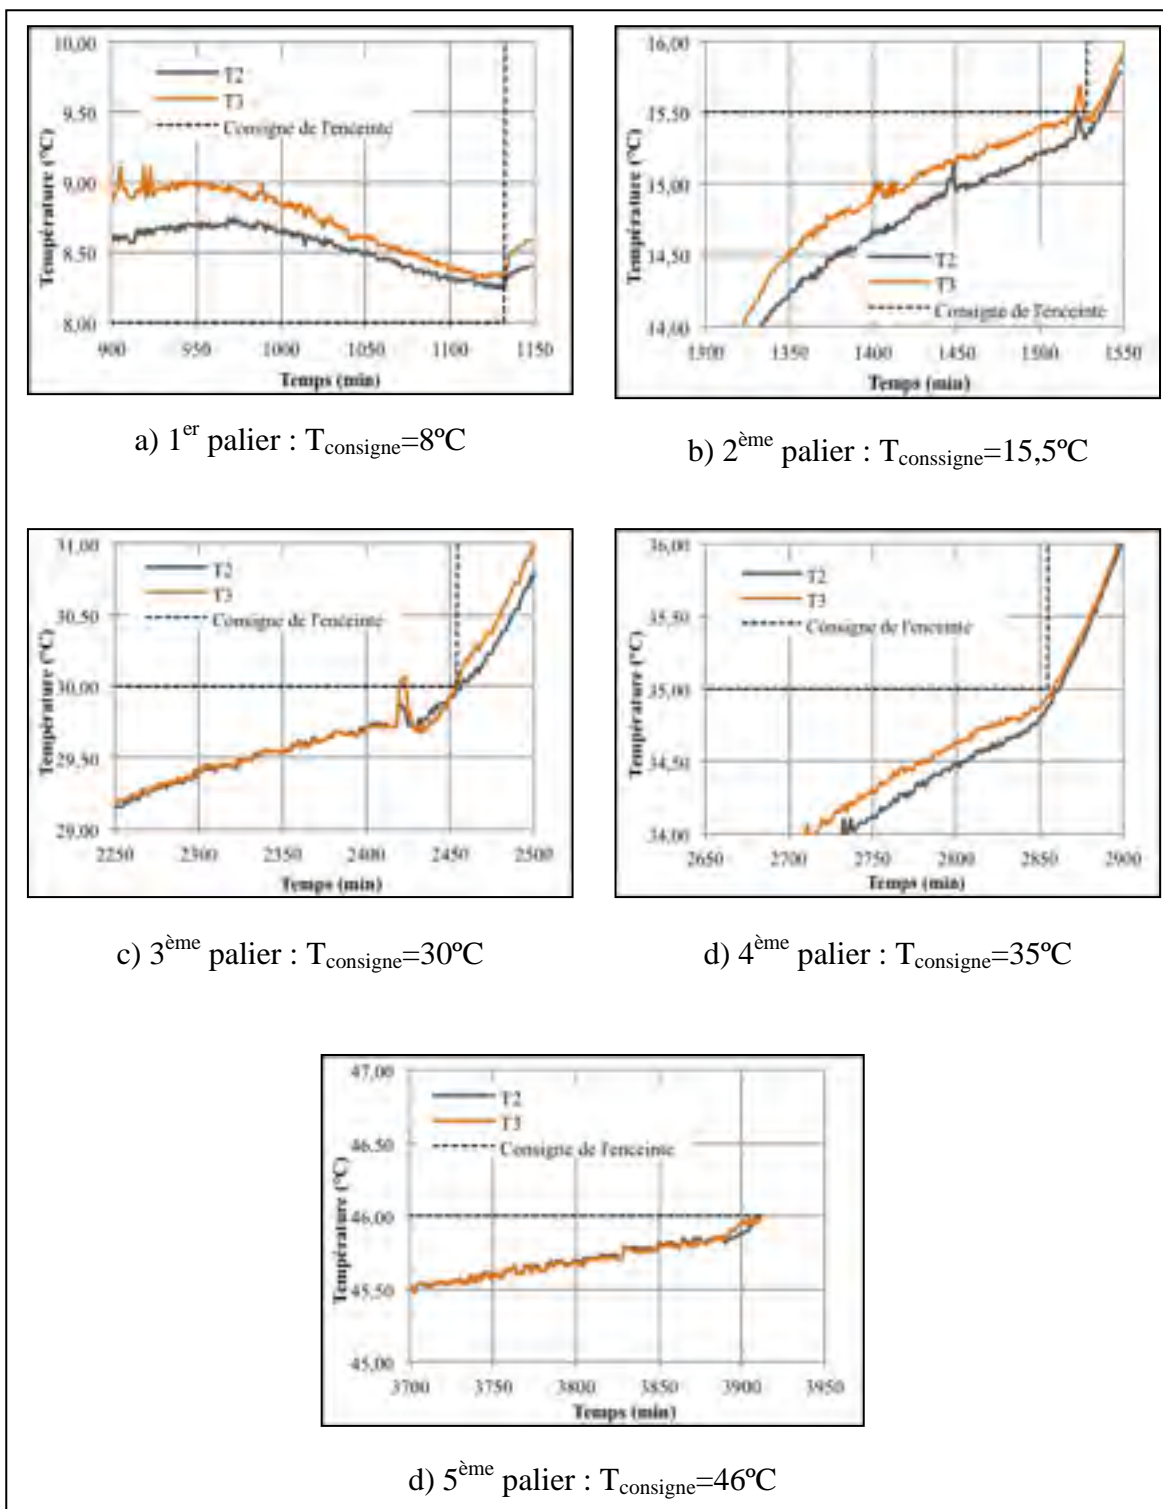 10,00
9,50
9,00
8,50
8,00
Température (°C)
T2
T3
Consigne de l'enceinte
900 950 1000 1050 1100 1150
Temps (min)
a) 1er palier : Tconsigne=8ºC
16,00
15,50
15,00
14,50
14,00
Température (°C)
T2
T3
Consigne de l'enceinte
1300 1350 1400 1450 1500 1550
Temps (min)
b) 2ème palier : Tconssigne=15,5ºC
31,00
30,50
30,00
29,50
29,00
Température (°C)
T2
T3
Consigne de l'enceinte
2250 2300 2350 2400 2450 2500
Temps (min)
c) 3ème palier : Tconsigne=30ºC
36,00
35,50
35,00
34,50
34,00
Température (°C)
T2
T3
Consigne de l'enceinte
2650 2700 2750 2800 2850 2900
Temps (min)
d) 4ème palier : Tconsigne=35ºC
47,00
46,50
46,00
45,50
45,00
Température (°C)
T2
T3
Consigne de l'enceinte
3700 3750 3800 3850 3900 3950
Temps (min)
d) 5ème palier : Tconsigne=46ºC